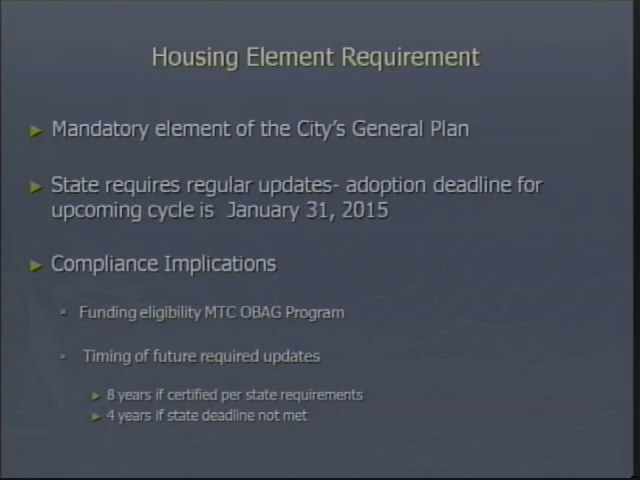 Housing Element Requirement
Mandatory element of the City's General Plan
State requires regular updates- adoption deadline for
upcoming cycle is January 31, 2015
Compliance Implications
Funding eligibility MTC OBAG Program
Timing of future required updates
8 years if certified per state requirements
4 years if state deadline not met